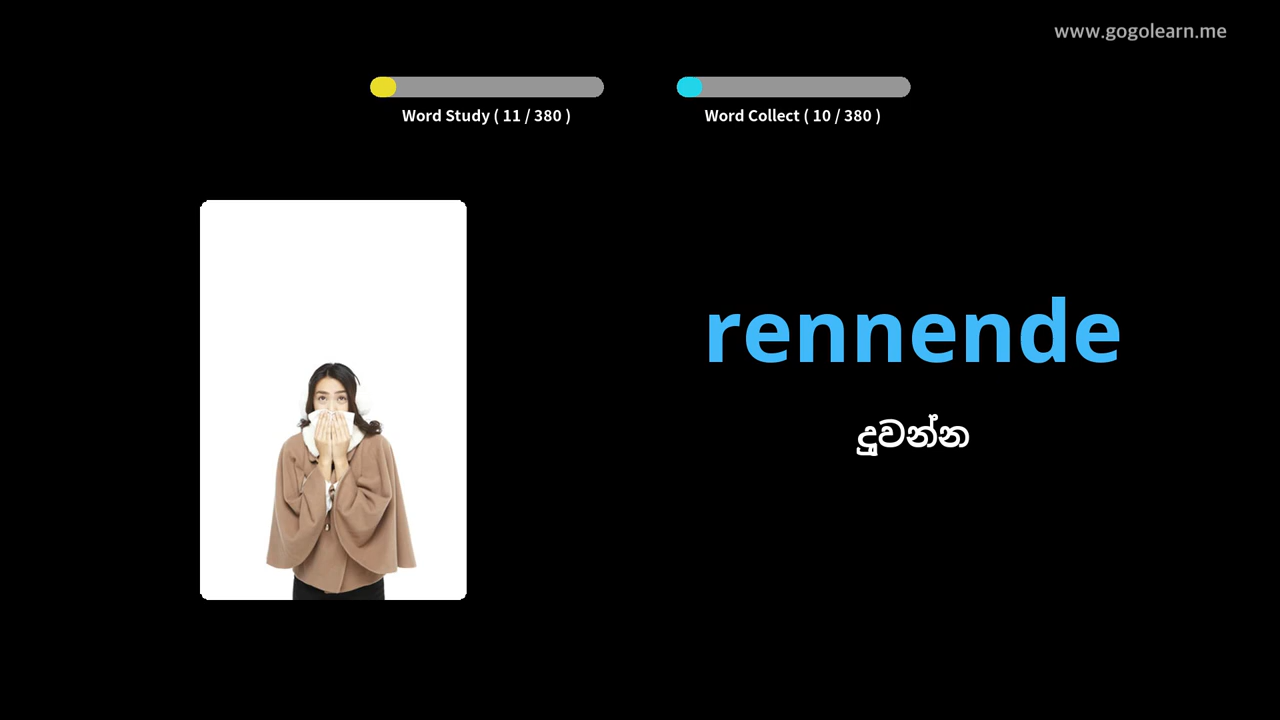 www.gogolearn.me
Word Study ( 11 / 380 )
Word Collect ( 10 / 380 )
rennende
දුවන්න